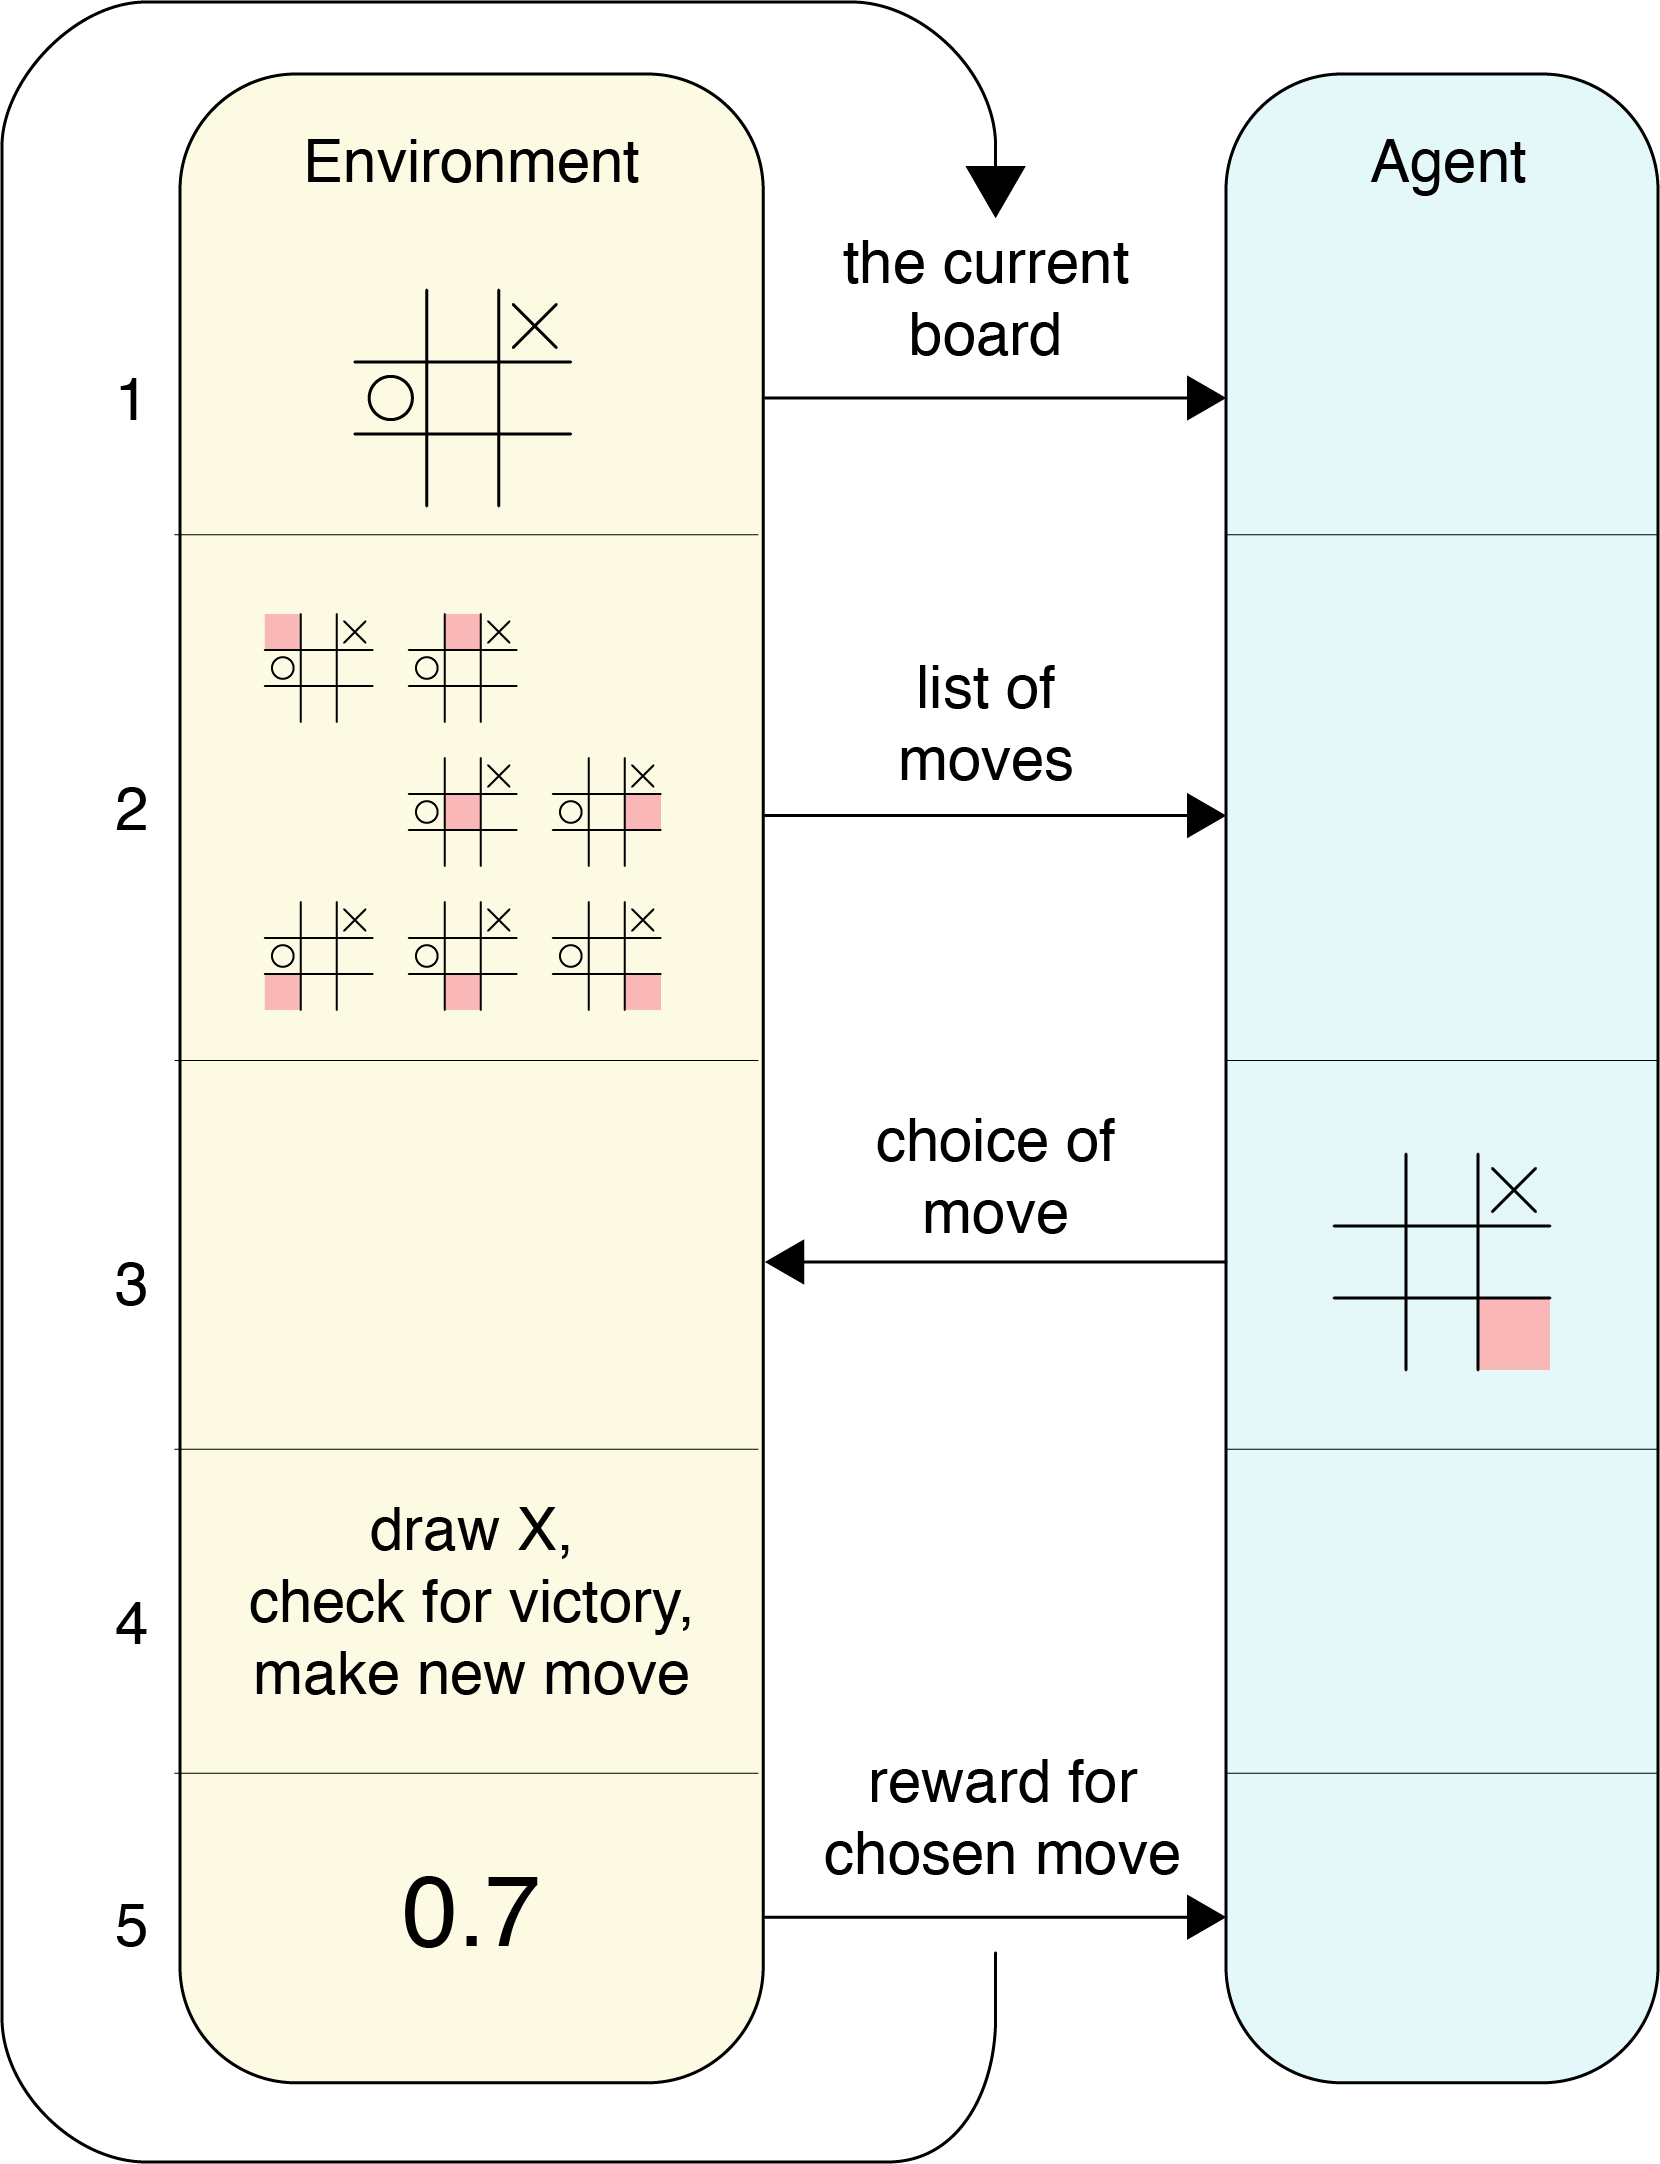 Environment
Agent
the current
board
1
list of
moves
2
choice of
move
3
draw X,
check for victory,
make new move
4
reward for
chosen move
5
0.7